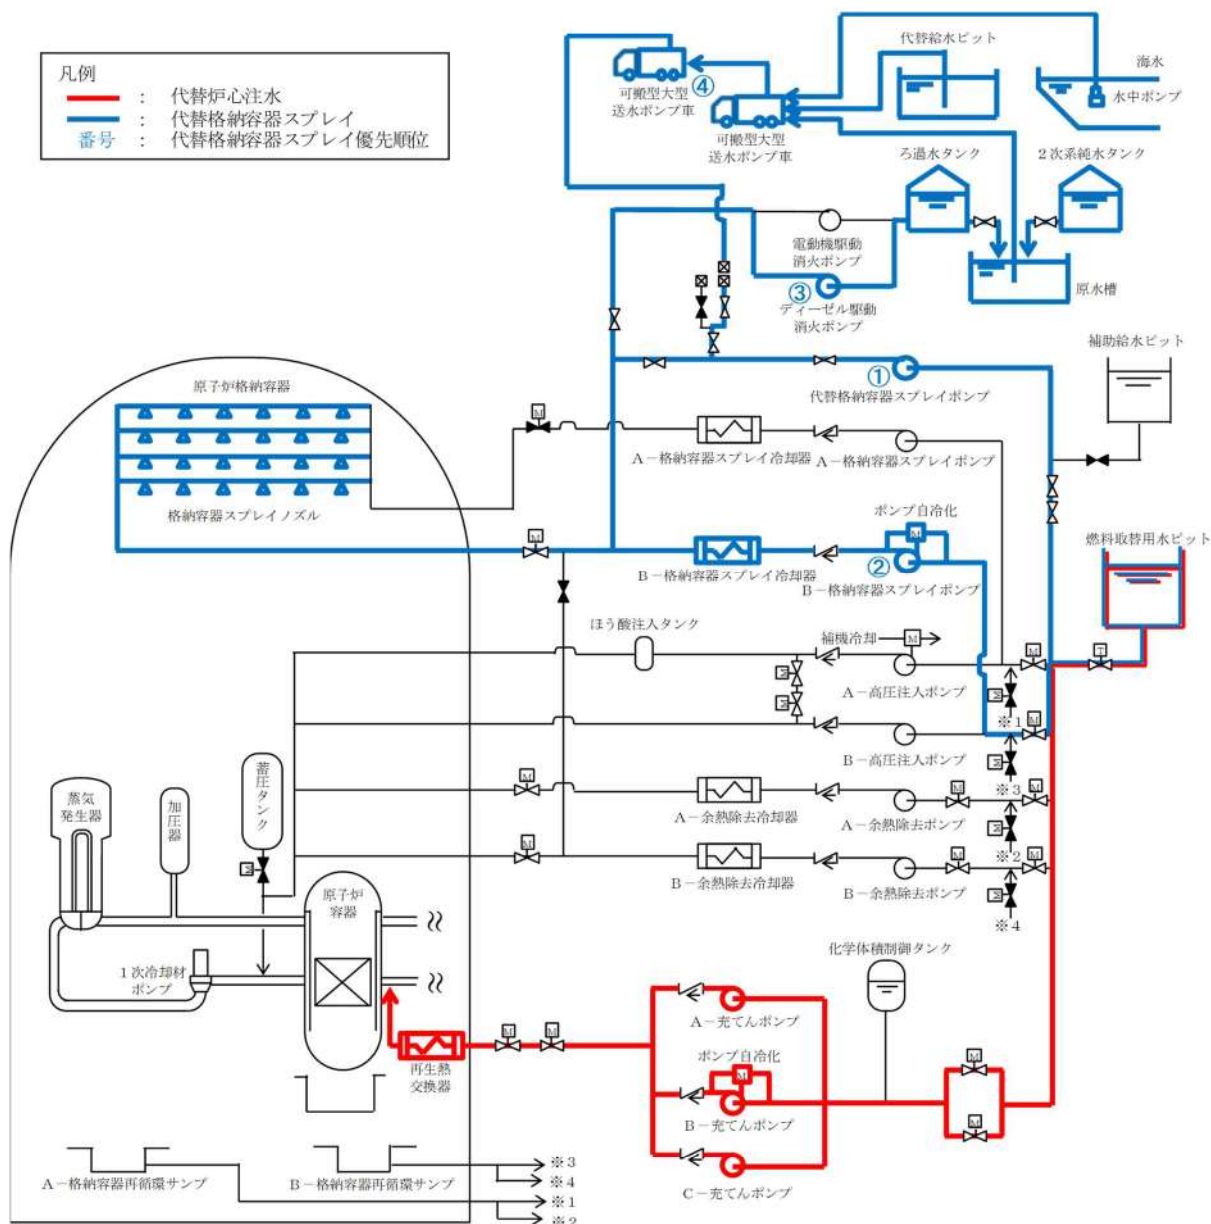 凡例
： 代替炉心注水
： 代替格納容器スプレイ
番号 ： 代替格納容器スプレイ優先順位
代替給水ピット
海水
水中ポンプ
④
可搬型大型
送水ポンプ車
可搬型大型
送水ポンプ車
ろ過水タンク
２次系純水タンク
電動機駆動
消火ポンプ
原水槽
③
ディーゼル駆動
消火ポンプ
補助給水ピット
①
代替格納容器スプレイポンプ
原子炉格納容器
M
A－格納容器スプレイ冷却器
A－格納容器スプレイポンプ
格納容器スプレイノズル
ポンプ自冷化
M
M
②
燃料取替用水ピット
B－格納容器スプレイ冷却器
B－格納容器スプレイポンプ
ほう酸注入タンク
補機冷却
M
M
T
A－高圧注入ポンプ
M
M
※1
M
M
B－高圧注入ポンプ
M
※3
蒸気
発生器
加圧器
蓄圧タンク
M
M
M
A－余熱除去冷却器
A－余熱除去ポンプ
M
※2
M
M
M
M
B－余熱除去冷却器
B－余熱除去ポンプ
M
※4
原子炉
容器
１次冷却材
ポンプ
化学体積制御タンク
A－充てんポンプ
M
M
再生熱
交換器
ポンプ自冷化
M
M
B－充てんポンプ
M
C－充てんポンプ
A－格納容器再循環サンプ
B－格納容器再循環サンプ
※3
※4
※1
※2